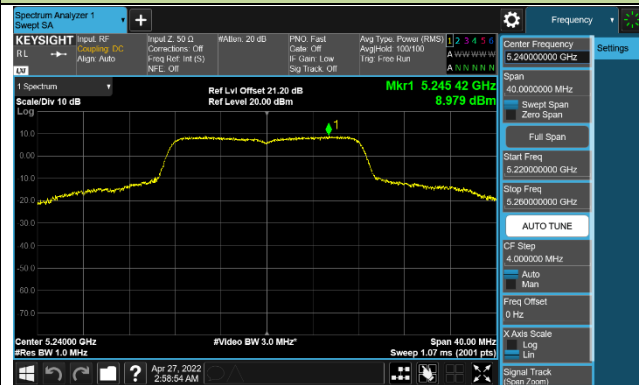 Spectrum Analyzer 1
Swept SA
Frequency
KEYSIGHT
RL
LXI
Input: RF
Coupling: DC
Align: Auto
Input Z: 50 Ω
Corrections: Off
Freq Ref: Int (S)
NFE: Off
#Atten: 20 dB
PNO: Fast
Gate: Off
IF Gain: Low
Sig Track: Off
Avg Type: Power (RMS)
Avg|Hold: 100/100
Trig: Free Run
1 2 3 4 5 6
A W W W W W
A N N N N N
Center Frequency
5.240000000 GHz
Settings
Span
40.0000000 MHz
Swept Span
Zero Span
Full Span
Start Freq
5.220000000 GHz
Stop Freq
5.260000000 GHz
AUTO TUNE
CF Step
4.000000 MHz
Auto
Man
Freq Offset
0 Hz
X Axis Scale
Log
Lin
Signal Track
(Span Zoom)
1 Spectrum
Scale/Div 10 dB
Log
Ref Lvl Offset 21.20 dB
Ref Level 20.00 dBm
Mkr1 5.245 42 GHz
8.979 dBm
1
10.0
0.00
-10.0
-20.0
-30.0
-40.0
-50.0
-60.0
-70.0
Center 5.24000 GHz
#Res BW 1.0 MHz
#Video BW 3.0 MHz*
Span 40.00 MHz
Sweep 1.07 ms (2001 pts)
?
Apr 27, 2022
2:58:54 AM